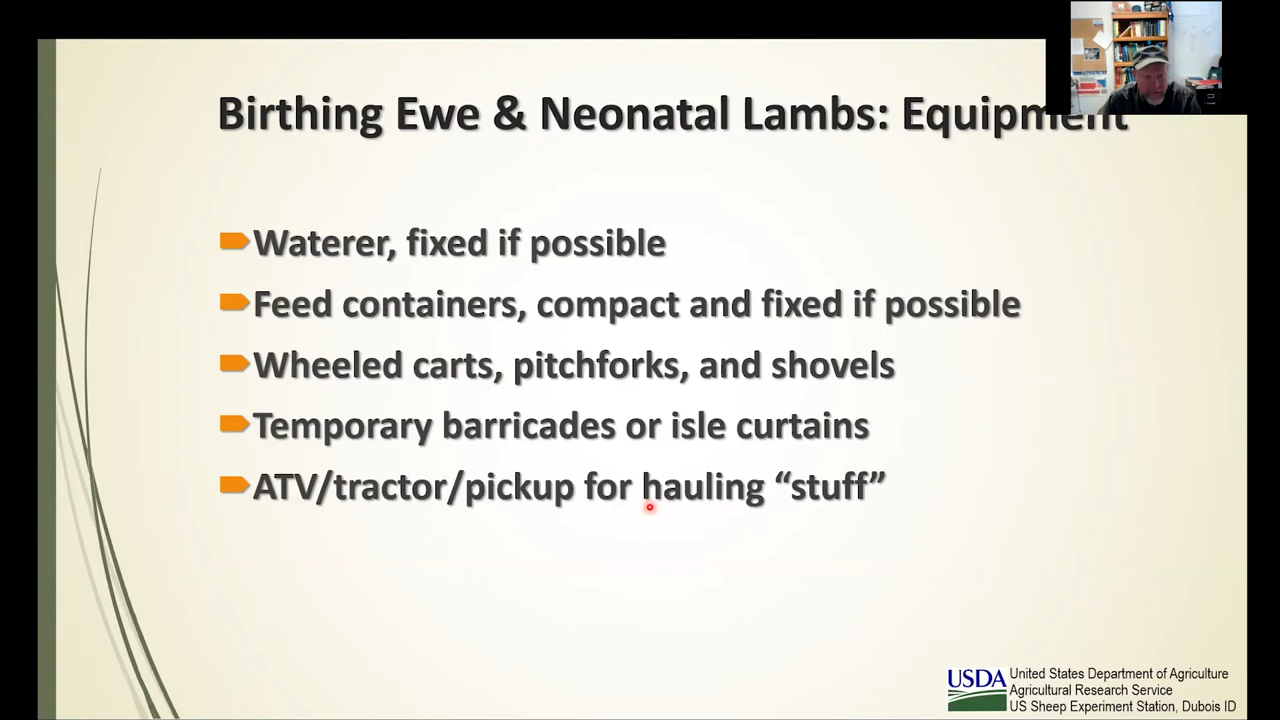 Birthing Ewe & Neonatal Lambs: Equipment
Waterer, fixed if possible
Feed containers, compact and fixed if possible
Wheeled carts, pitchforks, and shovels
Temporary barricades or isle curtains
ATV/tractor/pickup for hauling “stuff”
USDA
United States Department of Agriculture
Agricultural Research Service
US Sheep Experiment Station, Dubois ID